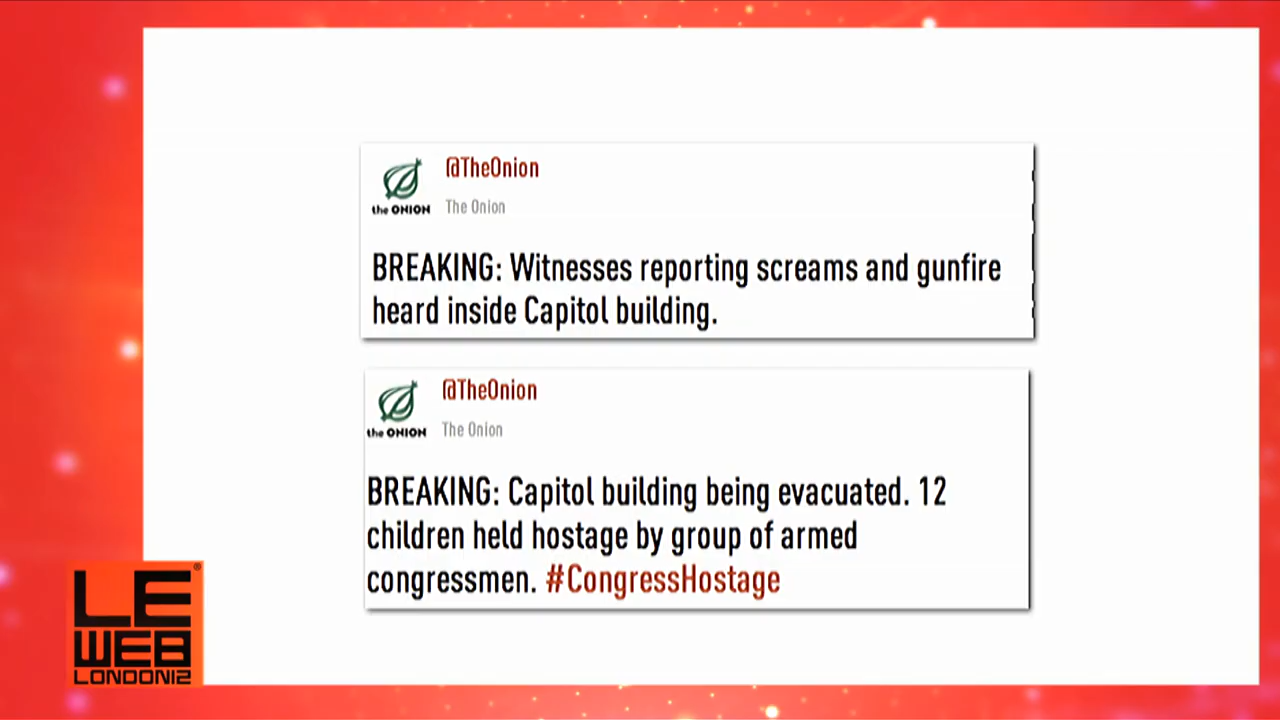 the ONION
@TheOnion
The Onion
BREAKING: Witnesses reporting screams and gunfire
heard inside Capitol building.
the ONION
@TheOnion
The Onion
BREAKING: Capitol building being evacuated. 12
children held hostage by group of armed
congressmen. #CongressHostage
LE
WEB
LONDON12